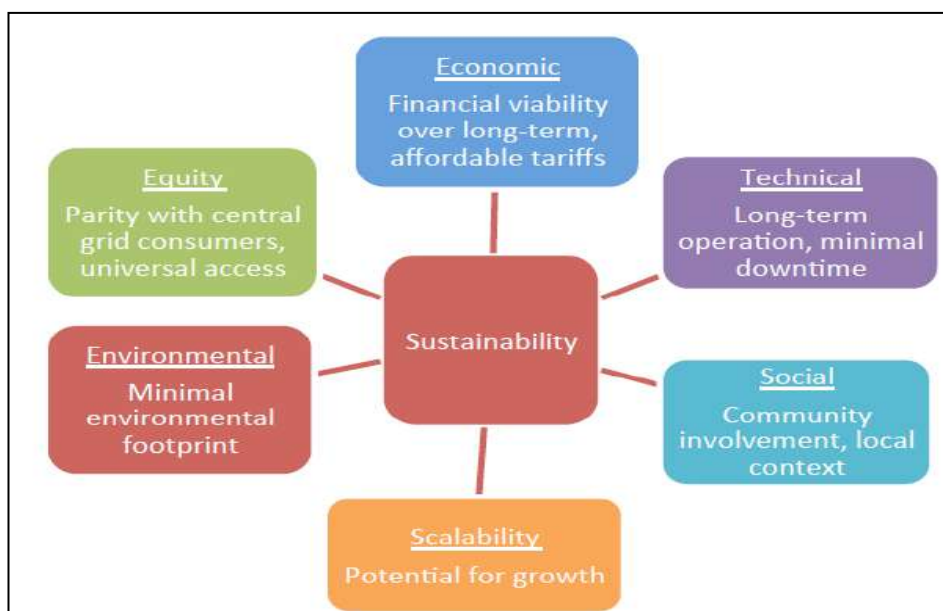 Economic
Financial viability
over long-term,
affordable tariffs
Equity
Parity with central
grid consumers,
universal access
Technical
Long-term
operation, minimal
downtime
Sustainability
Environmental
Minimal
environmental
footprint
Social
Community
involvement, local
context
Scalability
Potential for growth